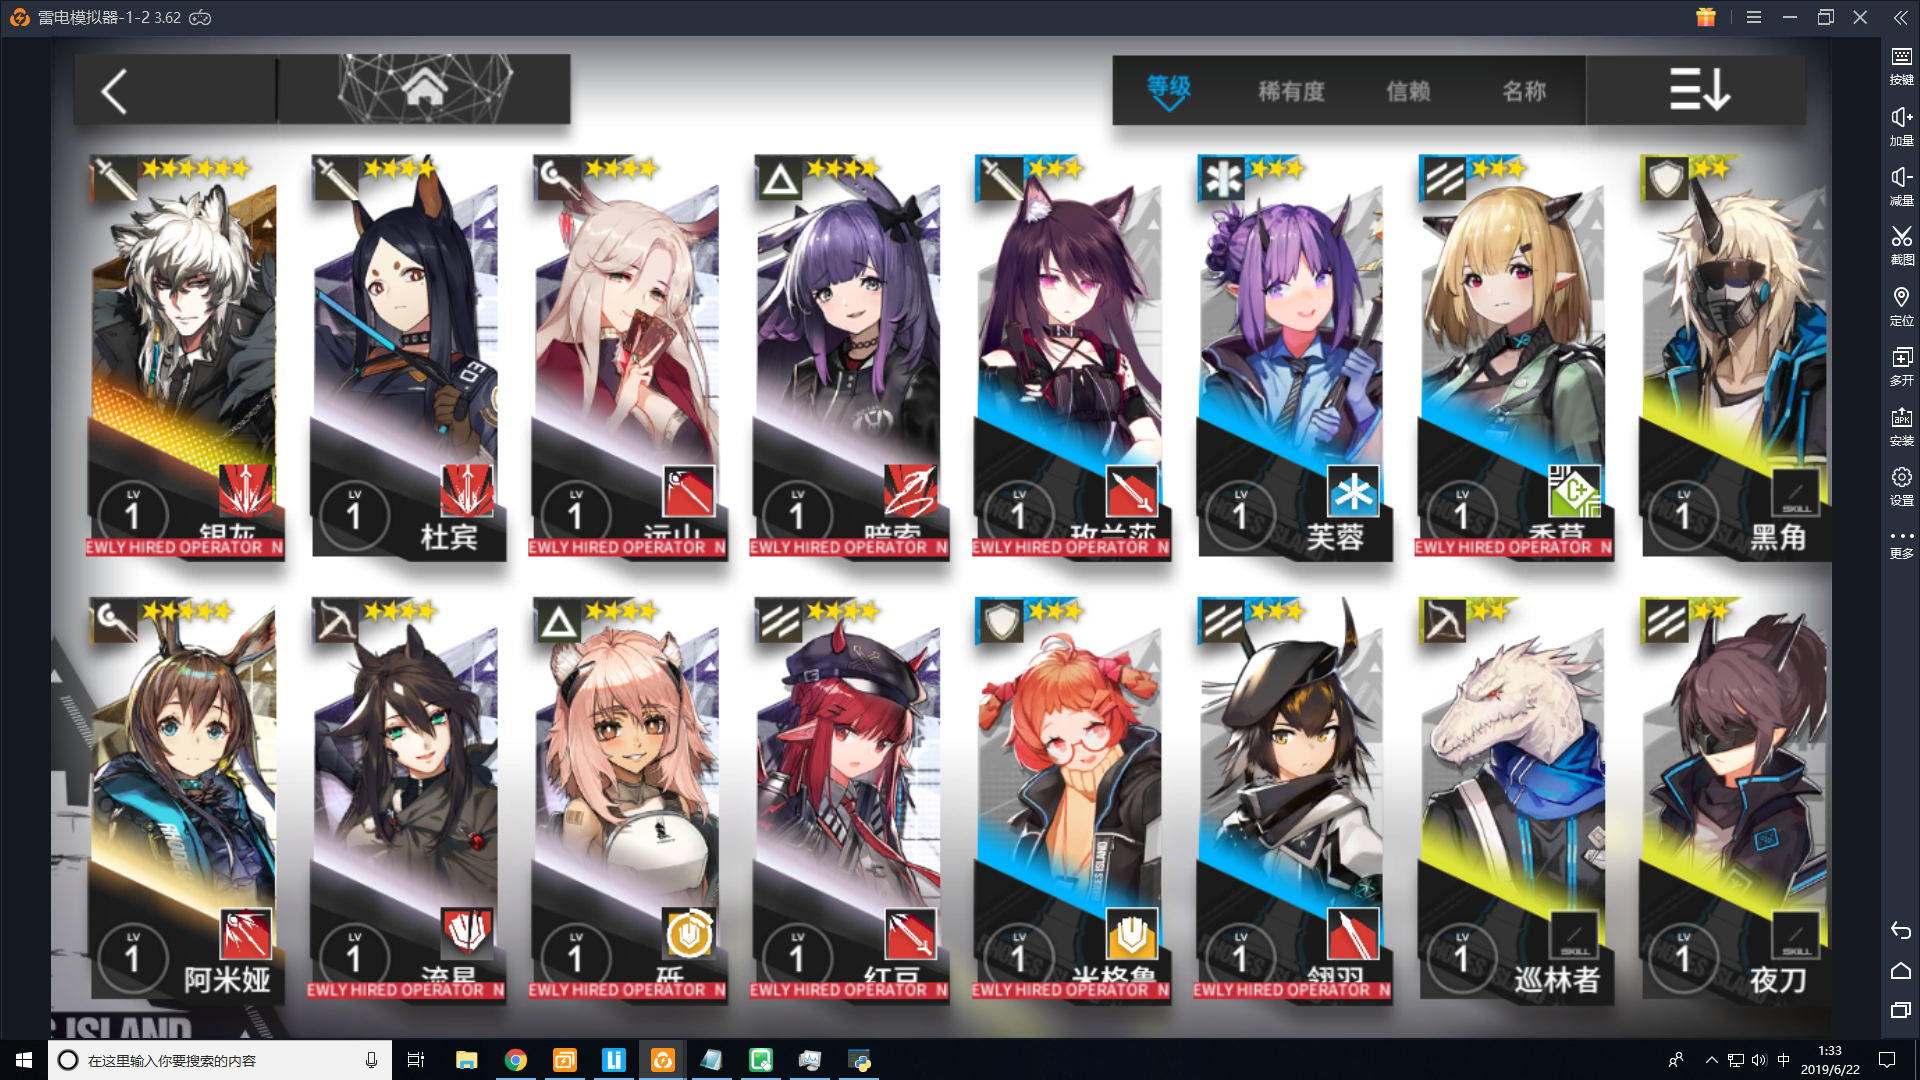 雷电模拟器-1-2 3.62
等级 稀有度 信赖 名称
按键
加量
减量
截图
定位
多开
安装
设置
更多
LV 1 银灰
EWLY HIRED OPERATOR N
LV 1 杜宾
LV 1 远山
EWLY HIRED OPERATOR N
LV 1 暗索
EWLY HIRED OPERATOR N
LV 1 玫兰莎
EWLY HIRED OPERATOR N
LV 1 芙蓉
LV 1 香草
EWLY HIRED OPERATOR N
SKILL
LV 1 黑角
RHODES ISLAND
LV 1 阿米娅
LV 1 流星
EWLY HIRED OPERATOR N
LV 1 砾
EWLY HIRED OPERATOR N
LV 1 红豆
EWLY HIRED OPERATOR N
LV 1 米格鲁
EWLY HIRED OPERATOR N
LV 1 翎羽
EWLY HIRED OPERATOR N
SKILL
LV 1 巡林者
SKILL
LV 1 夜刀
ISLAND
在这里输入你要搜索的内容
中
1:33
2019/6/22